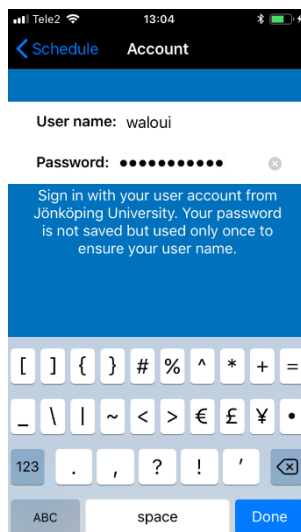 Tele2 13:04
Schedule Account
User name: waloui
Password: ●●●●●●●●●●●
Sign in with your user account from
Jönköping University. Your password
is not saved but used only once to
ensure your user name.
[ ] { } # % ^ * + =
_ \ | ~ < > € £ ¥ •
123 . , ? ! '
ABC space Done